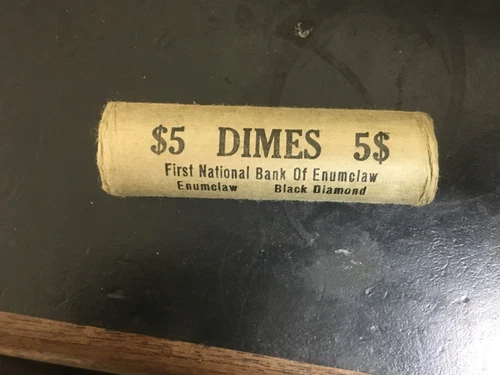 $5 DIMES 5$
First National Bank Of Enumclaw
Enumclaw Black Diamond